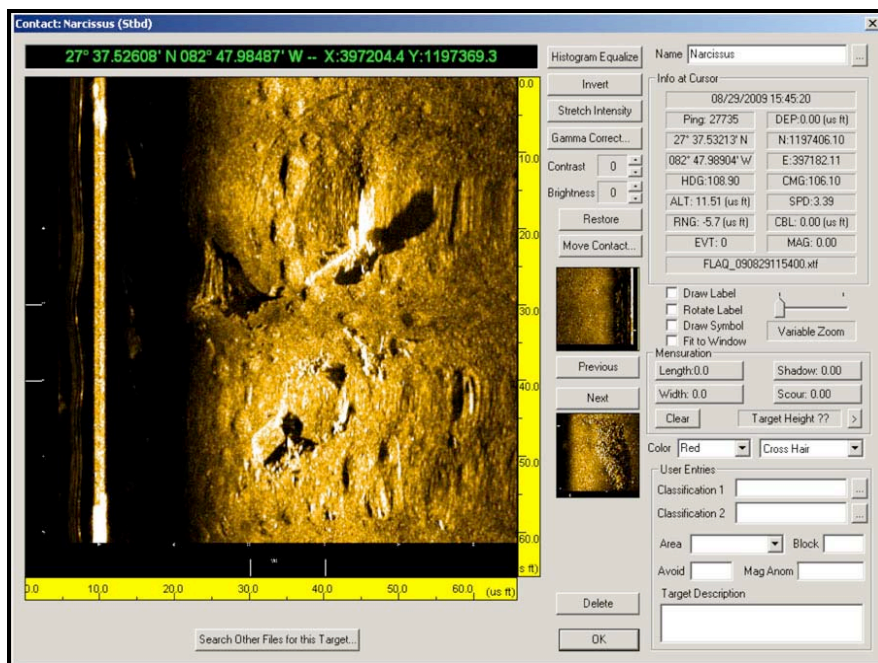 Contact: Narcissus (Stbd)
27° 37.52608' N 082° 47.98487' W -- X:397204.4 Y:1197369.3
0.0
10.0
20.0
30.0
40.0
50.0
60.0
s ft)
0.0 10.0 20.0 30.0 40.0 50.0 60.0 (us ft)
Search Other Files for this Target...
Histogram Equalize
Invert
Stretch Intensity
Gamma Correct...
Contrast 0
Brightness 0
Restore
Move Contact...
Previous
Next
Delete
OK
Name Narcissus ...
Info at Cursor
08/29/2009 15:45:20
Ping: 27735 DEP:0.00 (us ft)
27° 37.53213' N N:1197406.10
082° 47.98904' W E:397182.11
HDG:108.90 CMG:106.10
ALT: 11.51 (us ft) SPD:3.39
RNG: -5.7 (us ft) CBL: 0.00 (us ft)
EVT: 0 MAG: 0.00
FLAQ_090829115400.xtf
Draw Label
Rotate Label
Draw Symbol
Fit to Window
Variable Zoom
Mensuration
Length:0.0 Shadow: 0.00
Width: 0.0 Scour: 0.00
Clear Target Height ?? >
Color Red Cross Hair
User Entries
Classification 1 ...
Classification 2 ...
Area Block
Avoid Mag Anom
Target Description